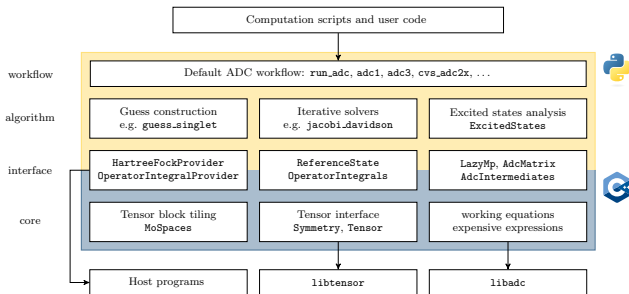 Computation scripts and user code
workflow
Default ADC workflow: run_adc, adc1, adc3, cvs_adc2x, ...
algorithm
Guess construction
e.g. guess_singlet
Iterative solvers
e.g. jacobi_davidson
Excited states analysis
ExcitedStates
interface
HartreeFockProvider
OperatorIntegralProvider
ReferenceState
OperatorIntegrals
LazyMp, AdcMatrix
AdcIntermediates
C++
core
Tensor block tiling
MoSpaces
Tensor interface
Symmetry, Tensor
working equations
expensive expressions
Host programs
libtensor
libadc